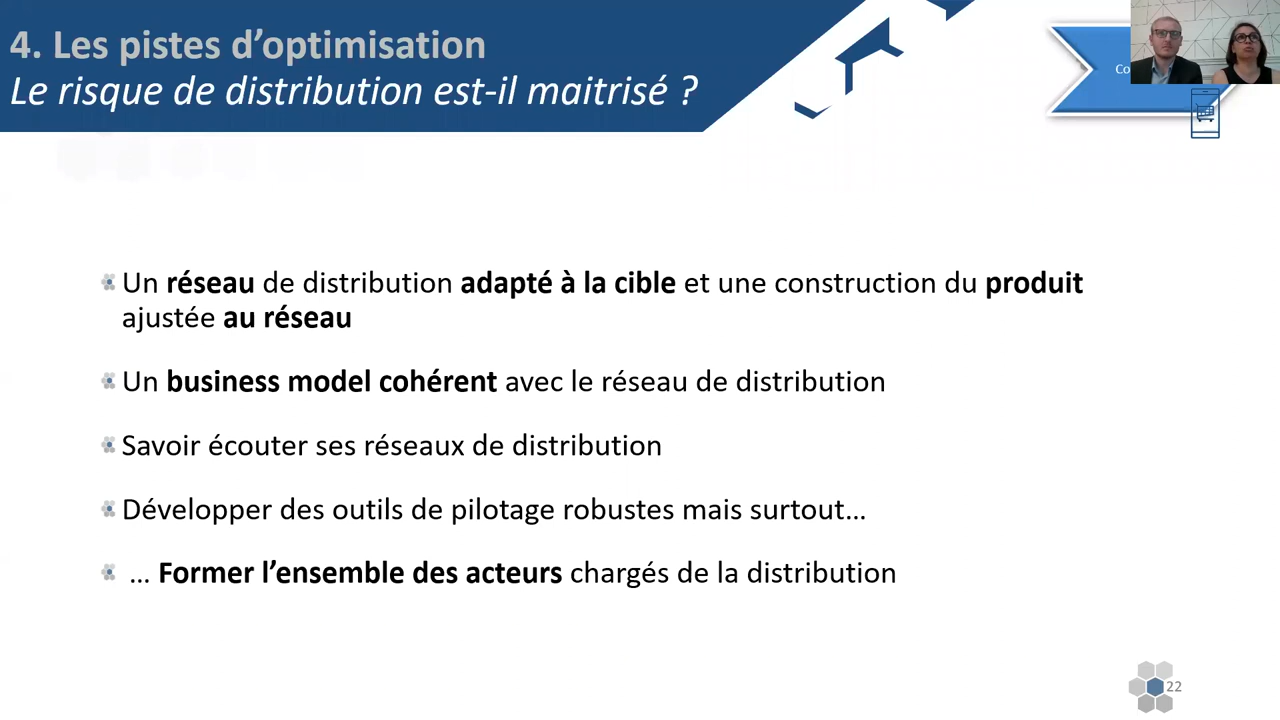 4. Les pistes d’optimisation
Le risque de distribution est-il maitrisé ?
Un réseau de distribution adapté à la cible et une construction du produit
ajustée au réseau
Un business model cohérent avec le réseau de distribution
Savoir écouter ses réseaux de distribution
Développer des outils de pilotage robustes mais surtout…
… Former l’ensemble des acteurs chargés de la distribution
22